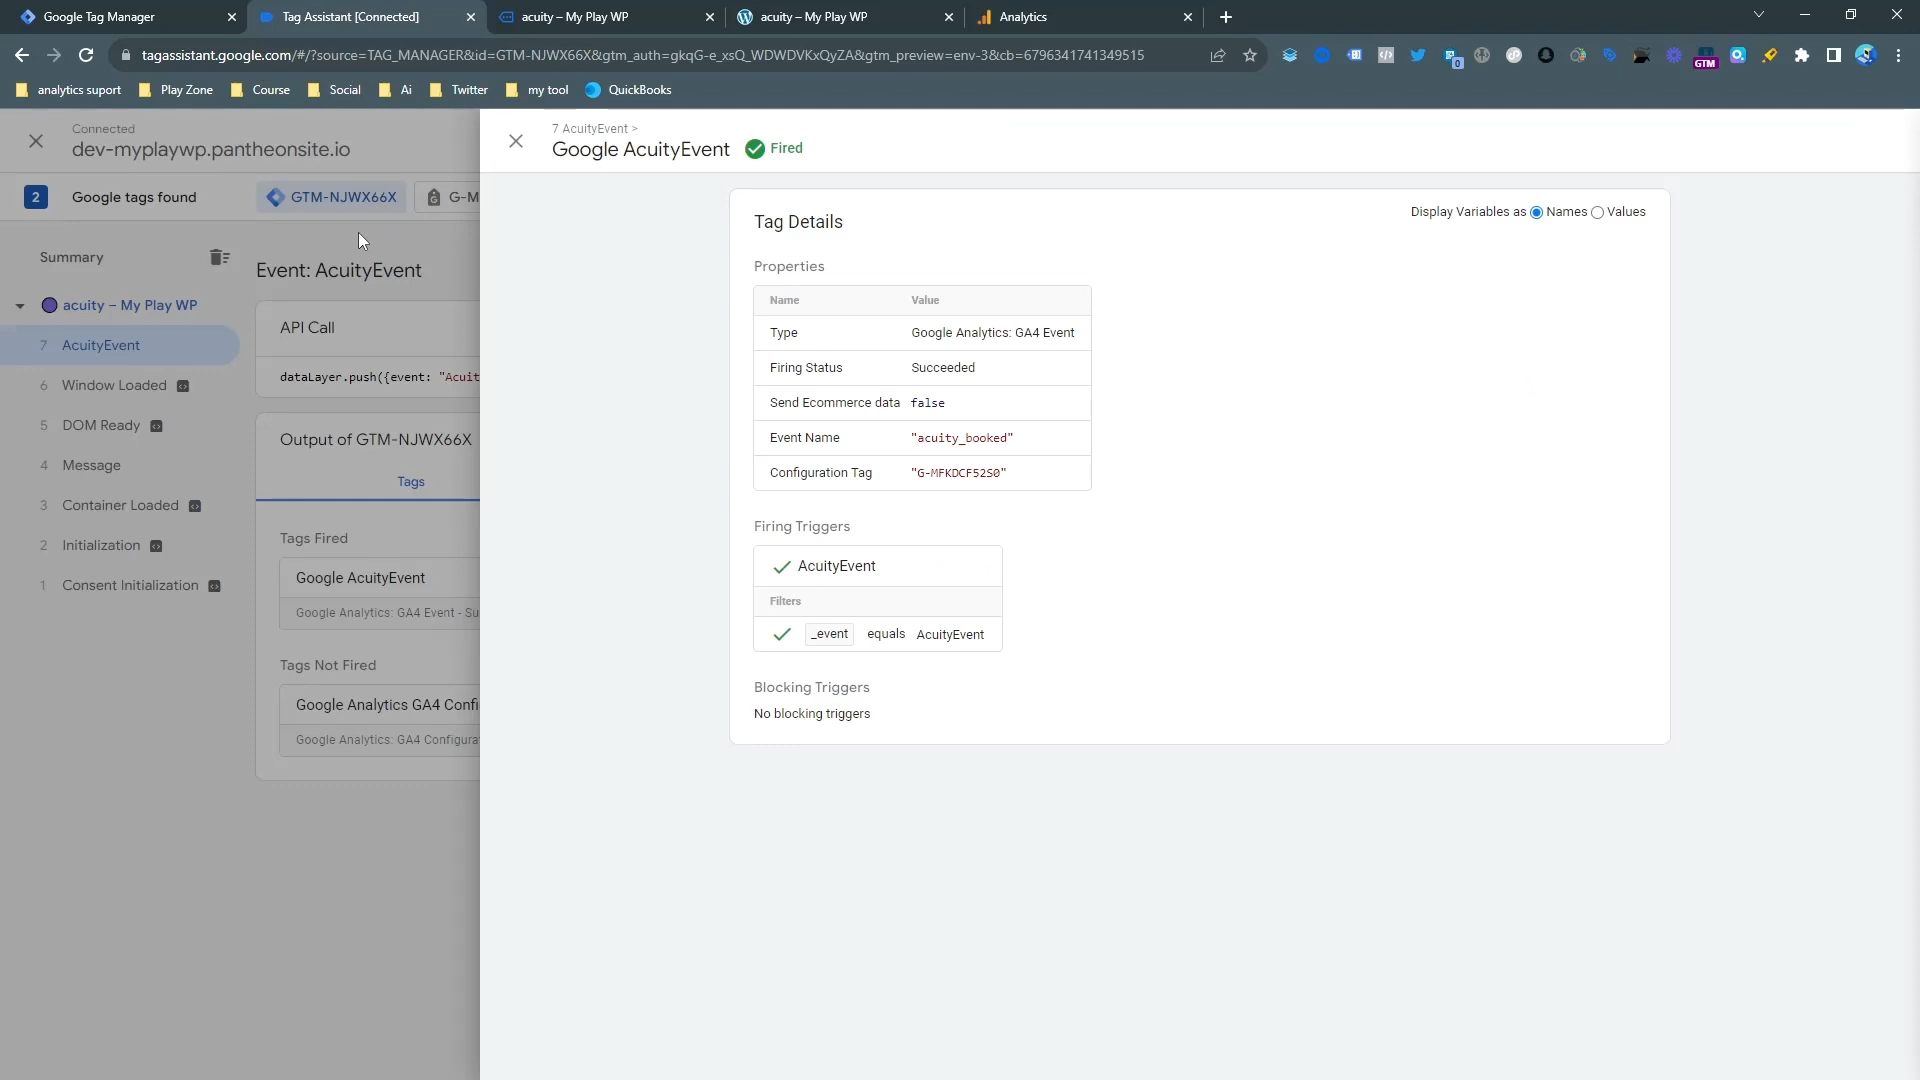 Google Tag Manager
Tag Assistant [Connected]
acuity – My Play WP
acuity – My Play WP
Analytics
tagassistant.google.com/#/?source=TAG_MANAGER&id=GTM-NJWX66X&gtm_auth=gkqG-e_xsQ_WDWDVKxQyZA&gtm_preview=env-3&cb=6796341741349515
0
GTM
analytics suport
Play Zone
Course
Social
Ai
Twitter
my tool
QuickBooks
Connected
dev-myplaywp.pantheonsite.io
2
Google tags found
GTM-NJWX66X
G-M
Summary
acuity – My Play WP
7 AcuityEvent
6 Window Loaded
5 DOM Ready
4 Message
3 Container Loaded
2 Initialization
1 Consent Initialization
Event: AcuityEvent
API Call
dataLayer.push({event: "Acuit
Output of GTM-NJWX66X
Tags
Tags Fired
Google AcuityEvent
Google Analytics: GA4 Event - Su
Tags Not Fired
Google Analytics GA4 Confi
Google Analytics: GA4 Configura
7 AcuityEvent >
Google AcuityEvent
Fired
Tag Details
Display Variables as Names Values
Properties
Name Value
Type Google Analytics: GA4 Event
Firing Status Succeeded
Send Ecommerce data false
Event Name "acuity_booked"
Configuration Tag "G-MFKDCF52S0"
Firing Triggers
AcuityEvent
Filters
_event equals AcuityEvent
Blocking Triggers
No blocking triggers